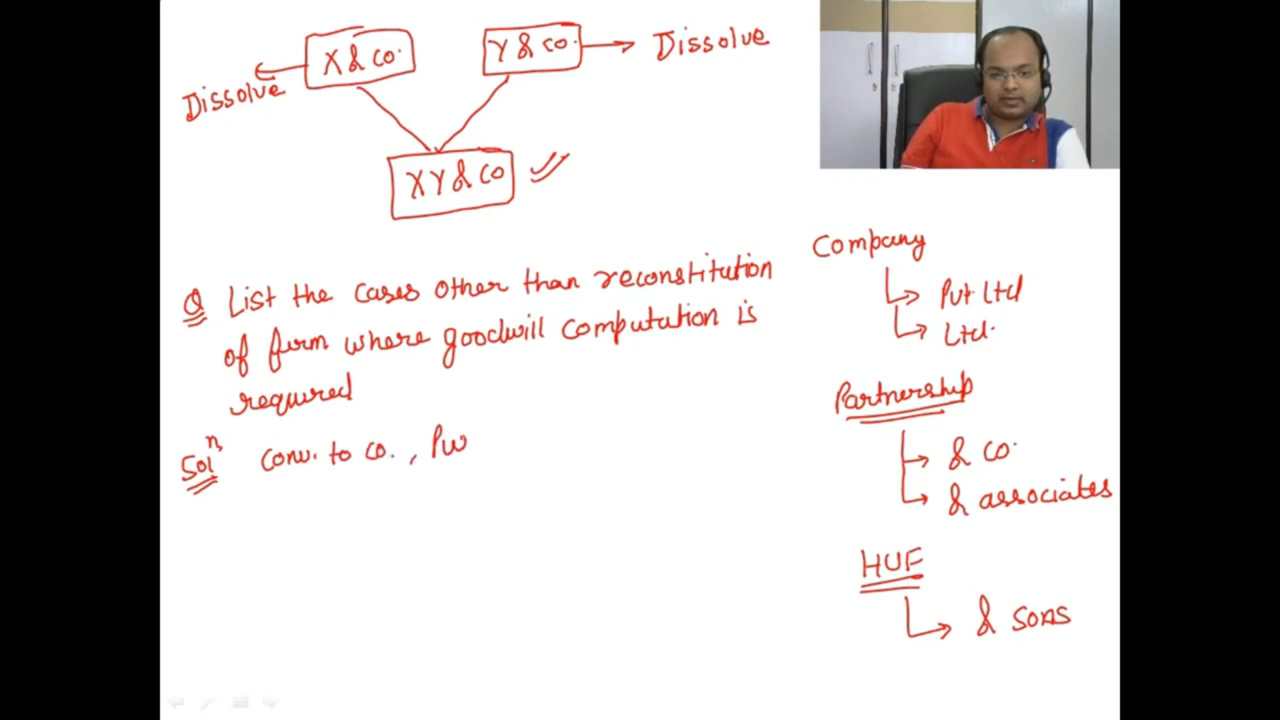 X & Co.
Y & Co.
Dissolve
Dissolve
XY & Co
Q List the cases other than reconstitution
of firm where goodwill computation is
required
Solⁿ Conv. to co., Pw
Company
Pvt Ltd
Ltd.
Partnership
& Co.
& associates
HUF
& sons